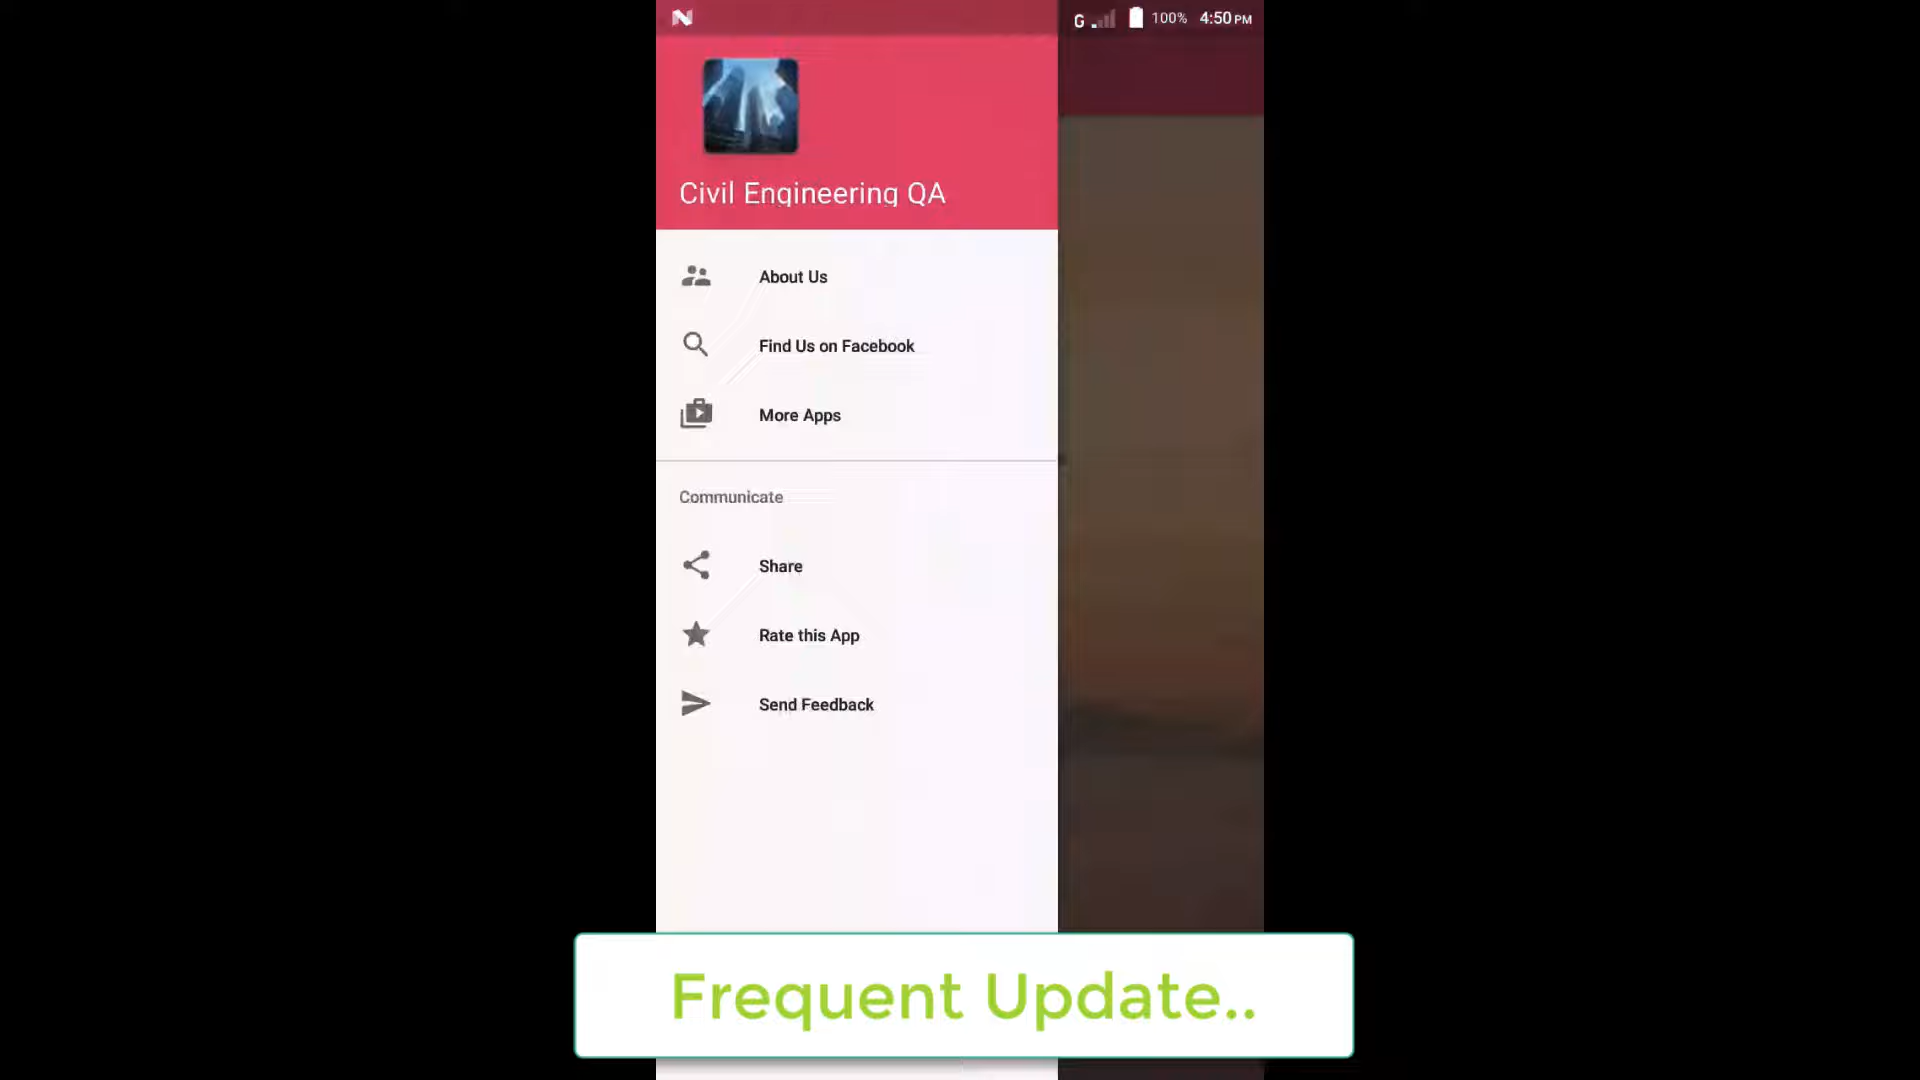 G 100% 4:50 PM
Civil Engineering QA
About Us
Find Us on Facebook
More Apps
Communicate
Share
Rate this App
Send Feedback
Frequent Update..